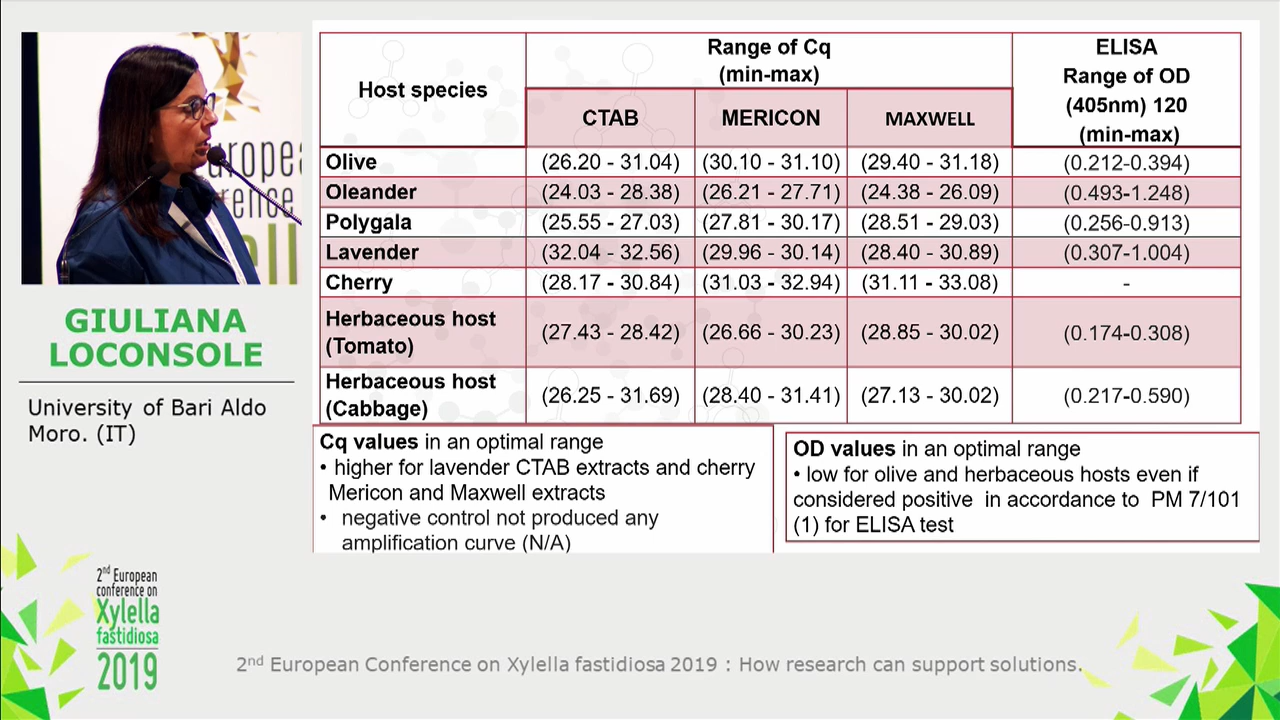 Host species
Range of Cq
(min-max)
ELISA
Range of OD
(405nm) 120
(min-max)
CTAB
MERICON
MAXWELL
Olive (26.20 - 31.04) (30.10 - 31.10) (29.40 - 31.18) (0.212-0.394)
Oleander (24.03 - 28.38) (26.21 - 27.71) (24.38 - 26.09) (0.493-1.248)
Polygala (25.55 - 27.03) (27.81 - 30.17) (28.51 - 29.03) (0.256-0.913)
Lavender (32.04 - 32.56) (29.96 - 30.14) (28.40 - 30.89) (0.307-1.004)
Cherry (28.17 - 30.84) (31.03 - 32.94) (31.11 - 33.08) -
Herbaceous host
(Tomato) (27.43 - 28.42) (26.66 - 30.23) (28.85 - 30.02) (0.174-0.308)
Herbaceous host
(Cabbage) (26.25 - 31.69) (28.40 - 31.41) (27.13 - 30.02) (0.217-0.590)
Cq values in an optimal range
• higher for lavender CTAB extracts and cherry
Mericon and Maxwell extracts
• negative control not produced any
amplification curve (N/A)
OD values in an optimal range
• low for olive and herbaceous hosts even if
considered positive in accordance to PM 7/101
(1) for ELISA test
GIULIANA
LOCONSOLE
University of Bari Aldo
Moro. (IT)
2nd European
conference on
Xylella
fastidiosa
2019
2nd European Conference on Xylella fastidiosa 2019 : How research can support solutions.